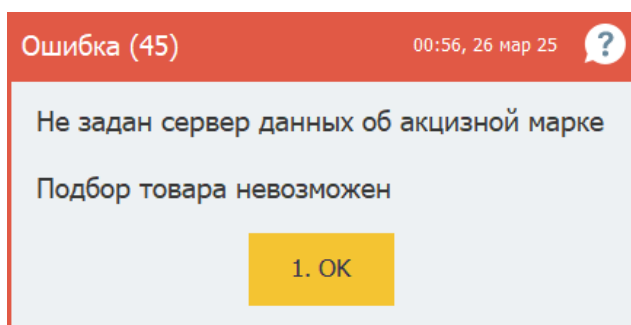 Ошибка (45)
00:56, 26 мар 25
?
Не задан сервер данных об акцизной марке
Подбор товара невозможен
1. OK